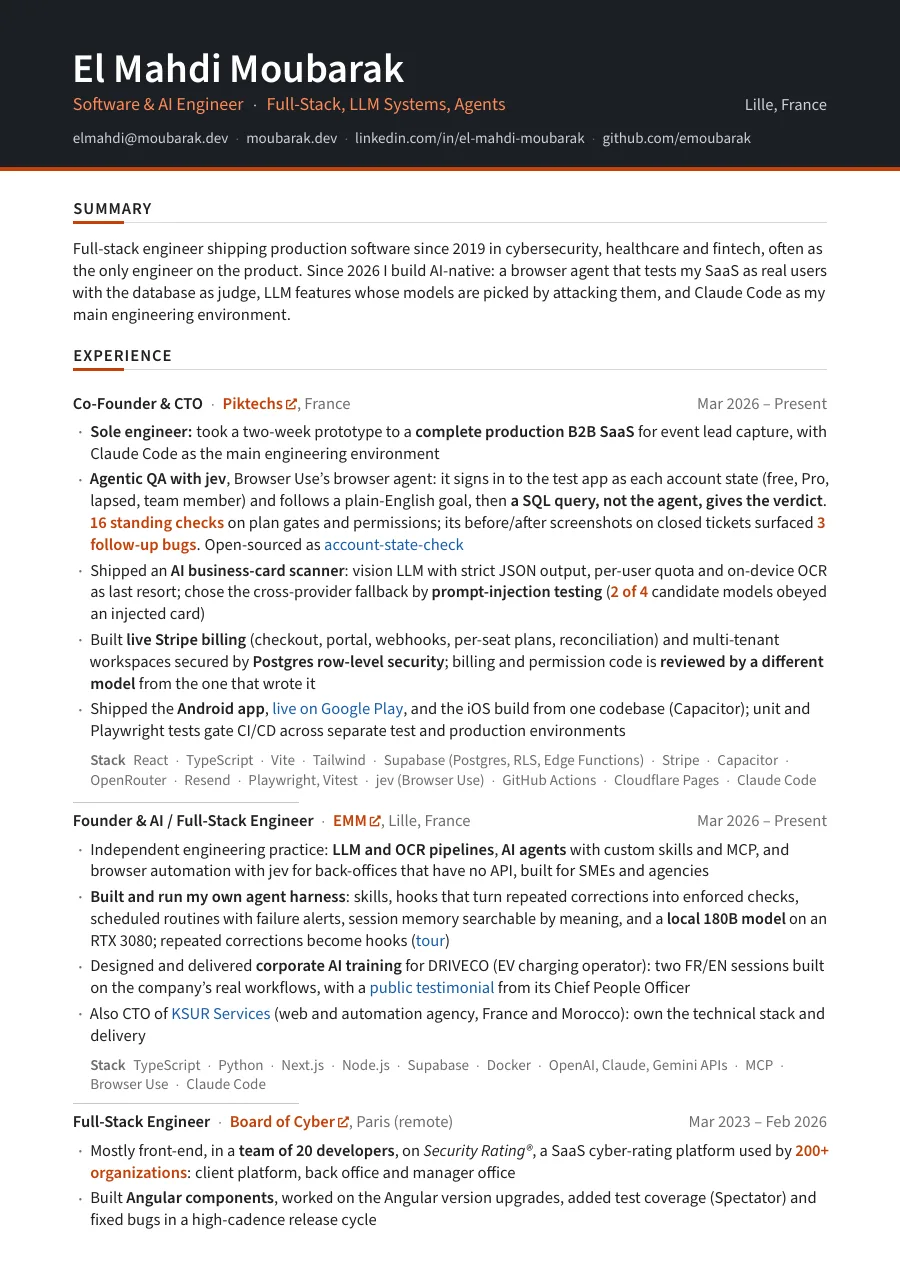 El Mahdi Moubarak
Software & AI Engineer · Full-Stack, LLM Systems, Agents
Lille, France
elmahdi@moubarak.dev · moubarak.dev · linkedin.com/in/el-mahdi-moubarak · github.com/emoubarak
SUMMARY
Full-stack engineer shipping production software since 2019 in cybersecurity, healthcare and fintech, often as
the only engineer on the product. Since 2026 I build AI-native: a browser agent that tests my SaaS as real users
with the database as judge, LLM features whose models are picked by attacking them, and Claude Code as my
main engineering environment.
EXPERIENCE
Co-Founder & CTO · Piktechs, France
Mar 2026 – Present
· Sole engineer: took a two-week prototype to a complete production B2B SaaS for event lead capture, with
Claude Code as the main engineering environment
· Agentic QA with jev, Browser Use’s browser agent: it signs in to the test app as each account state (free, Pro,
lapsed, team member) and follows a plain-English goal, then a SQL query, not the agent, gives the verdict.
16 standing checks on plan gates and permissions; its before/after screenshots on closed tickets surfaced 3
follow-up bugs. Open-sourced as account-state-check
· Shipped an AI business-card scanner: vision LLM with strict JSON output, per-user quota and on-device OCR
as last resort; chose the cross-provider fallback by prompt-injection testing (2 of 4 candidate models obeyed
an injected card)
· Built live Stripe billing (checkout, portal, webhooks, per-seat plans, reconciliation) and multi-tenant
workspaces secured by Postgres row-level security; billing and permission code is reviewed by a different
model from the one that wrote it
· Shipped the Android app, live on Google Play, and the iOS build from one codebase (Capacitor); unit and
Playwright tests gate CI/CD across separate test and production environments
Stack React · TypeScript · Vite · Tailwind · Supabase (Postgres, RLS, Edge Functions) · Stripe · Capacitor ·
OpenRouter · Resend · Playwright, Vitest · jev (Browser Use) · GitHub Actions · Cloudflare Pages · Claude Code
Founder & AI / Full-Stack Engineer · EMM, Lille, France
Mar 2026 – Present
· Independent engineering practice: LLM and OCR pipelines, AI agents with custom skills and MCP, and
browser automation with jev for back-offices that have no API, built for SMEs and agencies
· Built and run my own agent harness: skills, hooks that turn repeated corrections into enforced checks,
scheduled routines with failure alerts, session memory searchable by meaning, and a local 180B model on an
RTX 3080; repeated corrections become hooks (tour)
· Designed and delivered corporate AI training for DRIVECO (EV charging operator): two FR/EN sessions built
on the company’s real workflows, with a public testimonial from its Chief People Officer
· Also CTO of KSUR Services (web and automation agency, France and Morocco): own the technical stack and
delivery
Stack TypeScript · Python · Next.js · Node.js · Supabase · Docker · OpenAI, Claude, Gemini APIs · MCP ·
Browser Use · Claude Code
Full-Stack Engineer · Board of Cyber, Paris (remote)
Mar 2023 – Feb 2026
· Mostly front-end, in a team of 20 developers, on Security Rating®, a SaaS cyber-rating platform used by 200+
organizations: client platform, back office and manager office
· Built Angular components, worked on the Angular version upgrades, added test coverage (Spectator) and
fixed bugs in a high-cadence release cycle